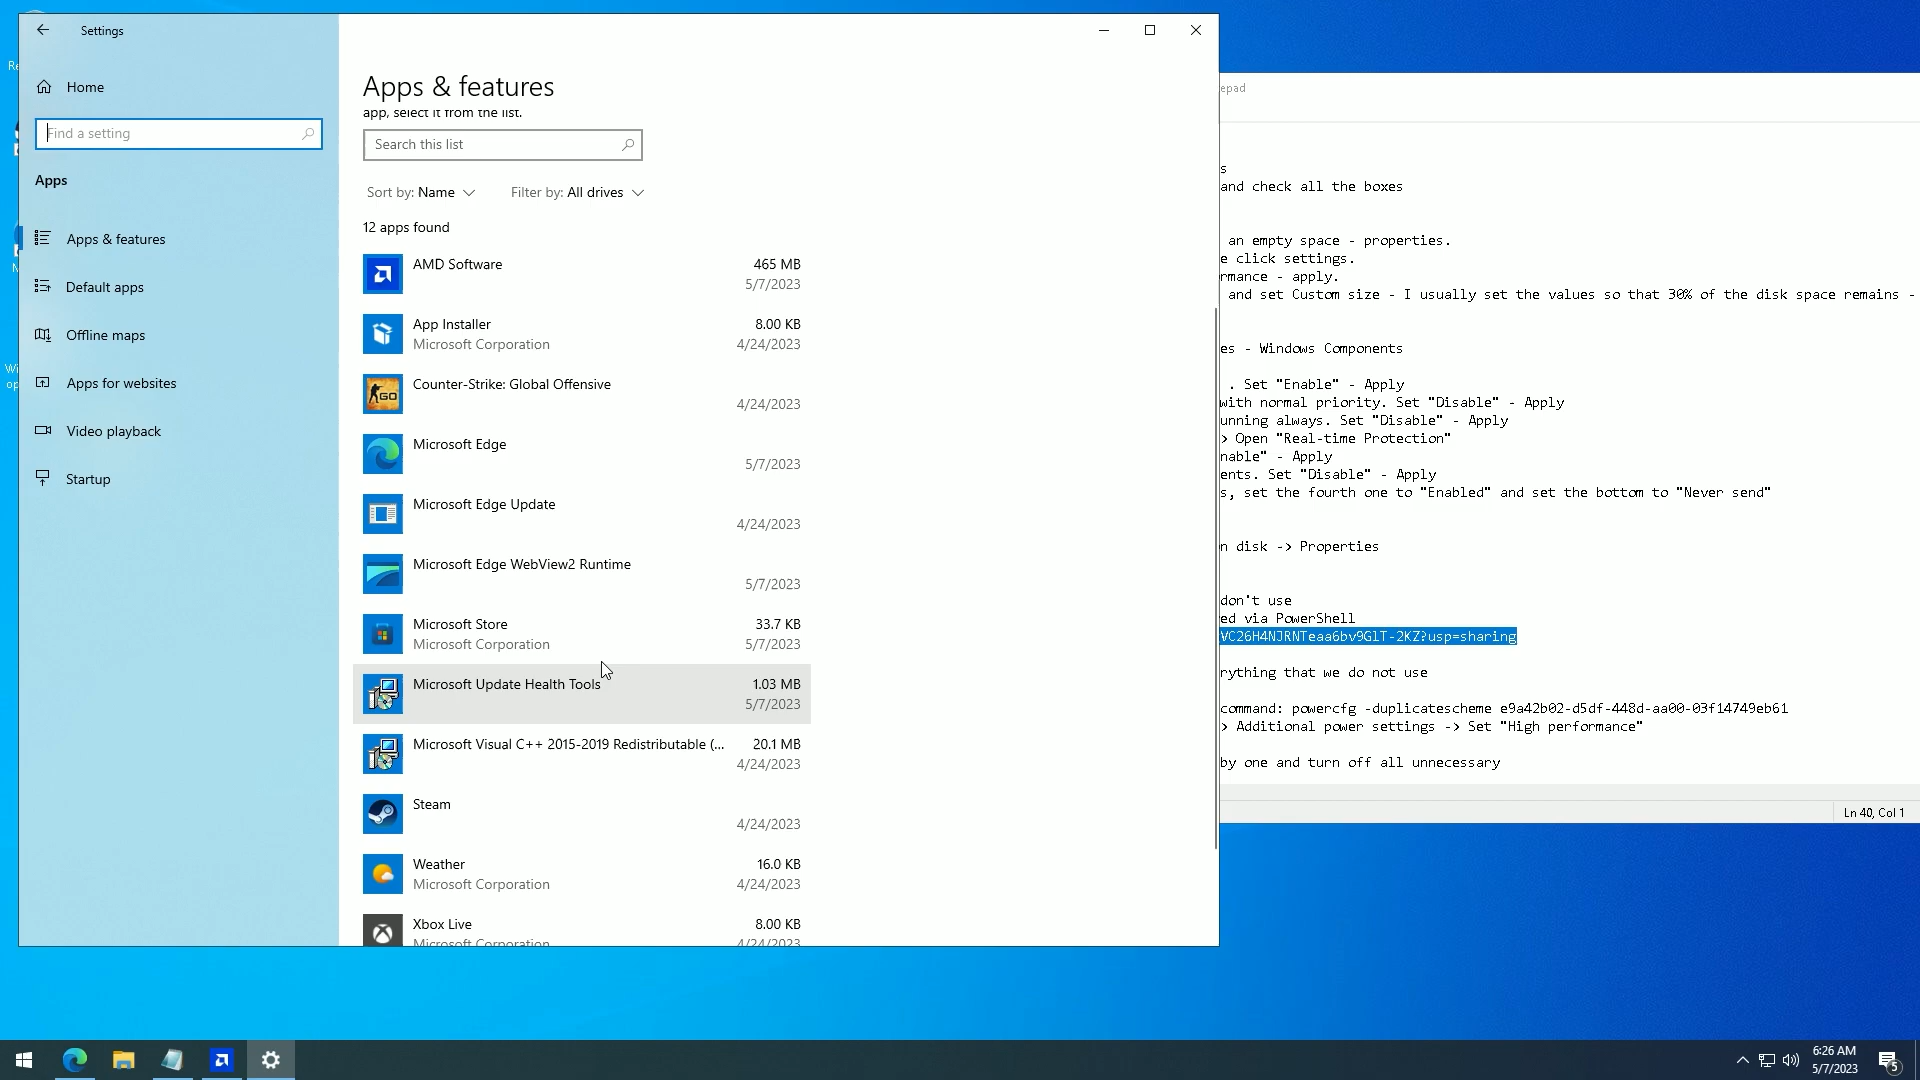 Settings
Home
Find a setting
Apps
Apps & features
Default apps
Offline maps
Apps for websites
Video playback
Startup
Apps & features
app, select it from the list.
Search this list
Sort by: Name
Filter by: All drives
12 apps found
AMD Software
465 MB
5/7/2023
App Installer
8.00 KB
Microsoft Corporation
4/24/2023
Counter-Strike: Global Offensive
4/24/2023
Microsoft Edge
5/7/2023
Microsoft Edge Update
4/24/2023
Microsoft Edge WebView2 Runtime
5/7/2023
Microsoft Store
33.7 KB
Microsoft Corporation
5/7/2023
Microsoft Update Health Tools
1.03 MB
5/7/2023
Microsoft Visual C++ 2015-2019 Redistributable (...
20.1 MB
4/24/2023
Steam
4/24/2023
Weather
16.0 KB
Microsoft Corporation
4/24/2023
Xbox Live
8.00 KB
Microsoft Corporation
4/24/2023
epad
s
and check all the boxes
an empty space - properties.
e click settings.
rmance - apply.
and set Custom size - I usually set the values so that 30% of the disk space remains -
es - Windows Components
. Set "Enable" - Apply
with normal priority. Set "Disable" - Apply
unning always. Set "Disable" - Apply
> Open "Real-time Protection"
nable" - Apply
ents. Set "Disable" - Apply
s, set the fourth one to "Enabled" and set the bottom to "Never send"
n disk -> Properties
don't use
ed via PowerShell
VC26H4NJRNTeaa6bv9GlT-2KZ?usp=sharing
rything that we do not use
command: powercfg -duplicatescheme e9a42b02-d5df-448d-aa00-03f14749eb61
> Additional power settings -> Set "High performance"
by one and turn off all unnecessary
Ln 40, Col 1
6:26 AM
5/7/2023
5